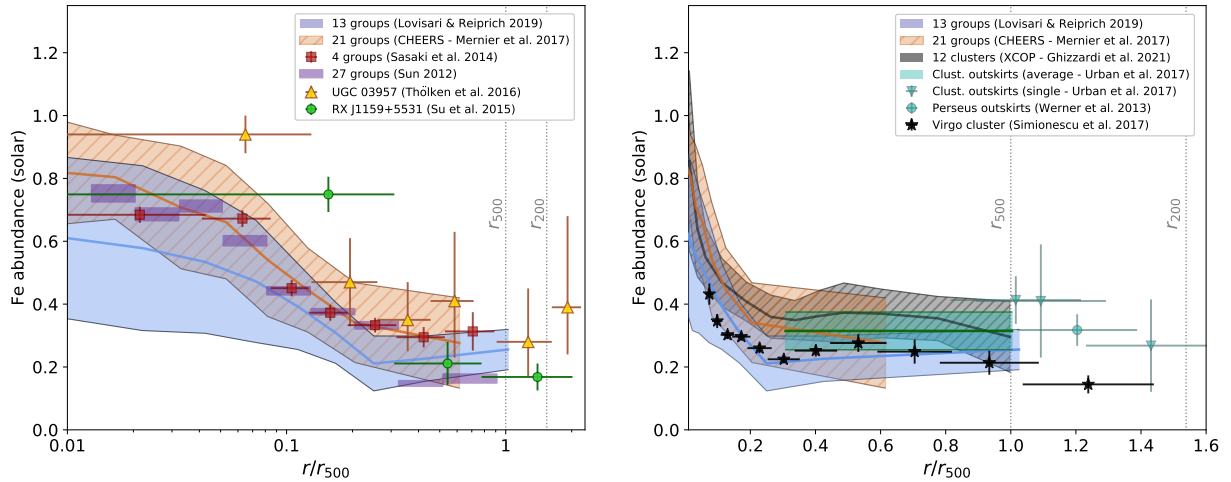 13 groups (Lovisari & Reiprich 2019)
21 groups (CHEERS - Mernier et al. 2017)
4 groups (Sasaki et al. 2014)
27 groups (Sun 2012)
UGC 03957 (Thölken et al. 2016)
RX J1159+5531 (Su et al. 2015)
Fe abundance (solar)
1.2
1.0
0.8
0.6
0.4
0.2
0.0
r500
r200
0.01
0.1
1
r/r500
13 groups (Lovisari & Reiprich 2019)
21 groups (CHEERS - Mernier et al. 2017)
12 clusters (XCOP - Ghizzardi et al. 2021)
Clust. outskirts (average - Urban et al. 2017)
Clust. outskirts (single - Urban et al. 2017)
Perseus outskirts (Werner et al. 2013)
Virgo cluster (Simionescu et al. 2017)
Fe abundance (solar)
1.2
1.0
0.8
0.6
0.4
0.2
0.0
r500
r200
0.2
0.4
0.6
0.8
1.0
1.2
1.4
1.6
r/r500